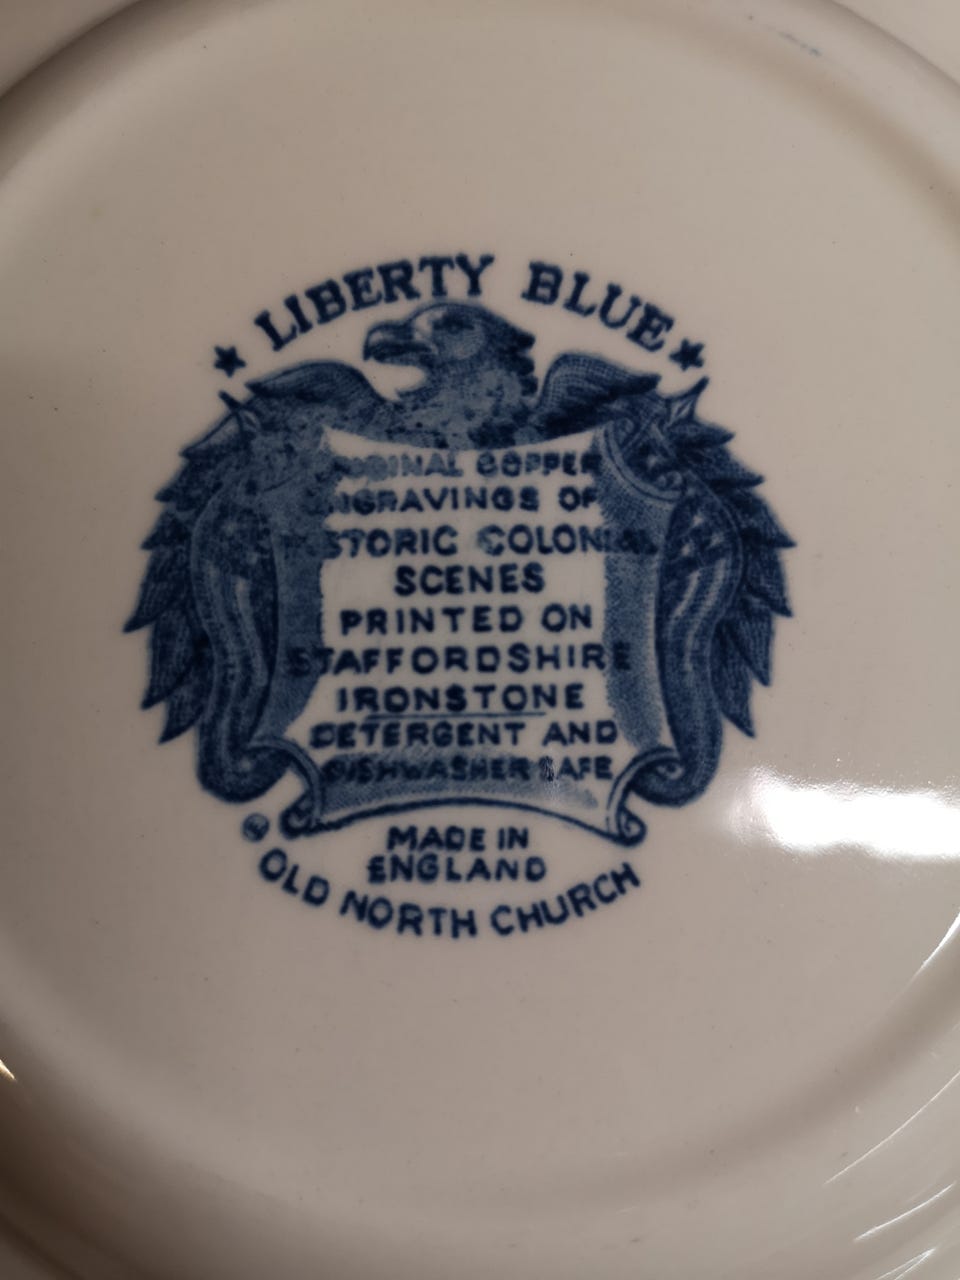 LIBERTY BLUE
ORIGINAL COPPER
ENGRAVINGS OF
HISTORIC COLONIAL
SCENES
PRINTED ON
STAFFORDSHIRE
IRONSTONE
DETERGENT AND
DISHWASHER SAFE
MADE IN
ENGLAND
OLD NORTH CHURCH